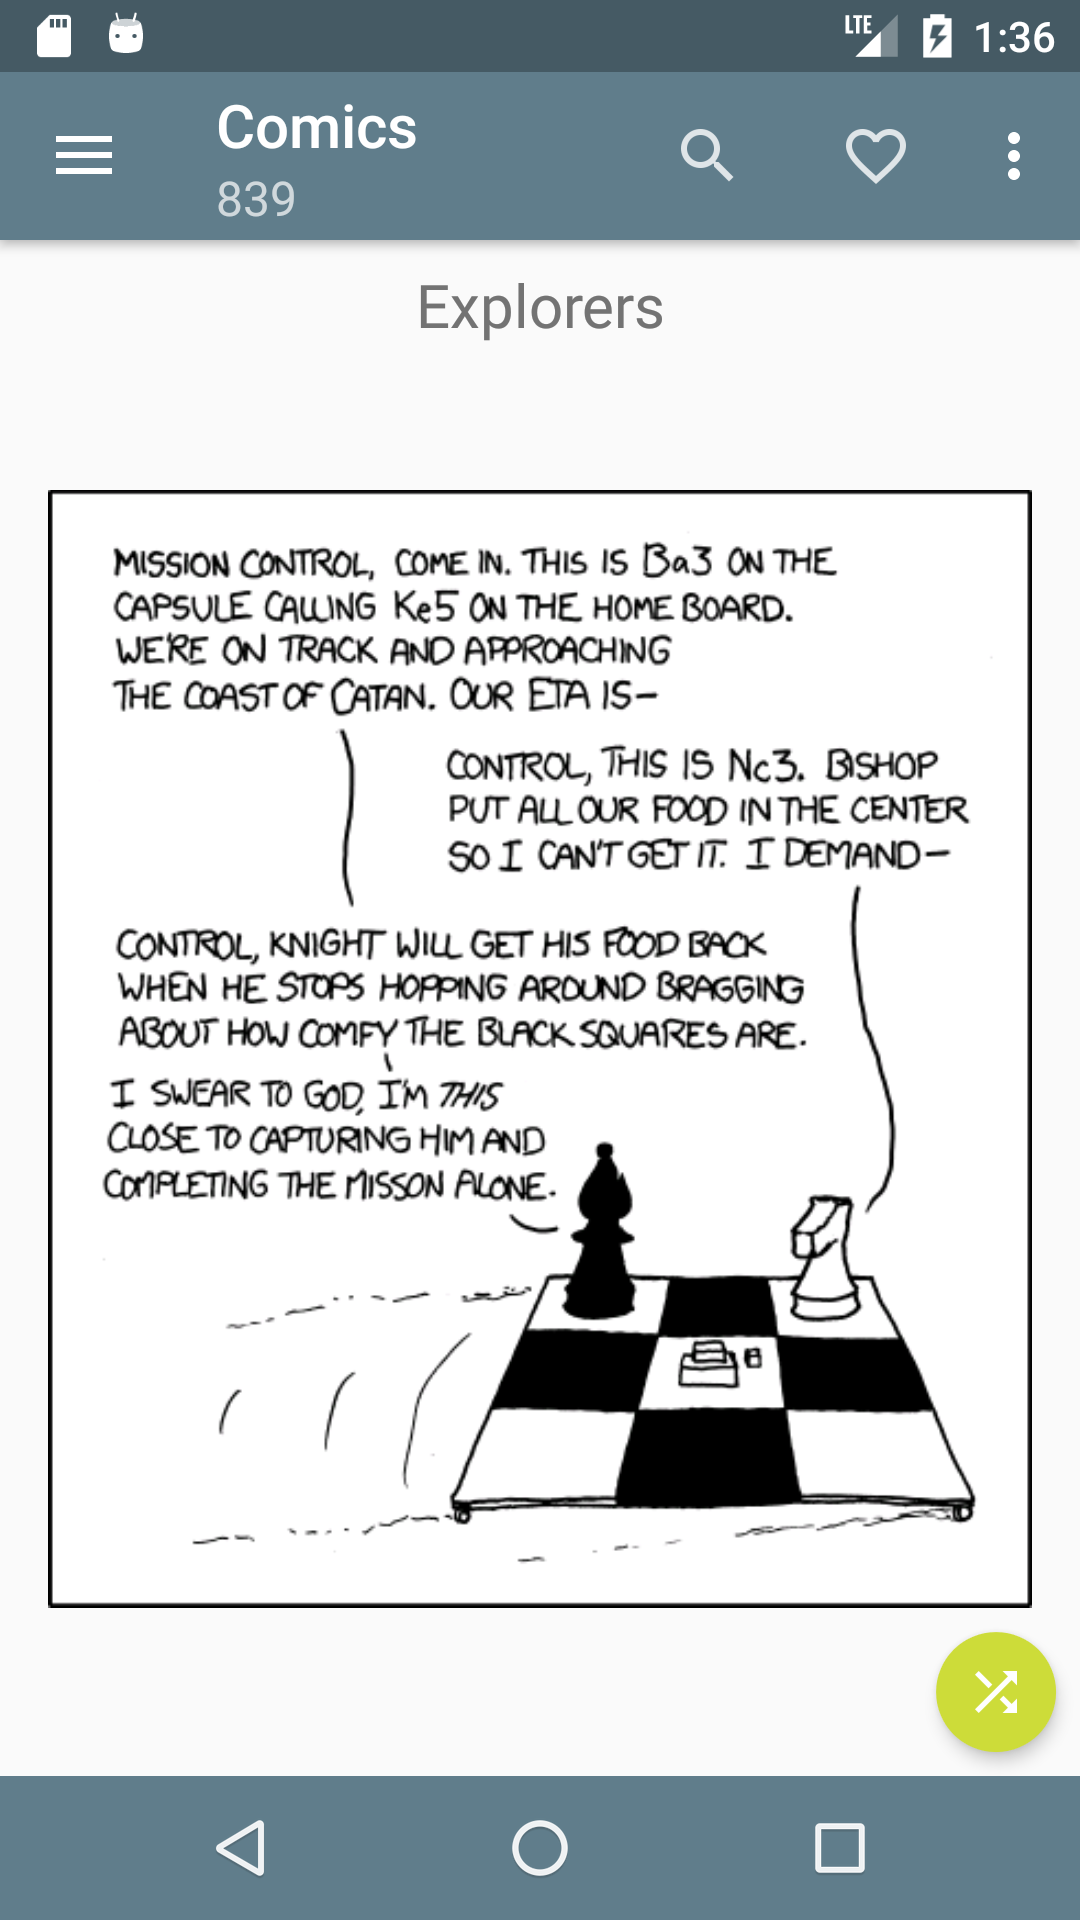 LTE 1:36
Comics
839
Explorers
MISSION CONTROL, COME IN. THIS IS Ba3 ON THE
CAPSULE CALLING Ke5 ON THE HOME BOARD.
WE'RE ON TRACK AND APPROACHING
THE COAST OF CATAN. OUR ETA IS—
CONTROL, THIS IS Nc3. BISHOP
PUT ALL OUR FOOD IN THE CENTER
SO I CAN'T GET IT. I DEMAND—
CONTROL, KNIGHT WILL GET HIS FOOD BACK
WHEN HE STOPS HOPPING AROUND BRAGGING
ABOUT HOW COMFY THE BLACK SQUARES ARE.
I SWEAR TO GOD, I'M THIS
CLOSE TO CAPTURING HIM AND
COMPLETING THE MISSON ALONE.